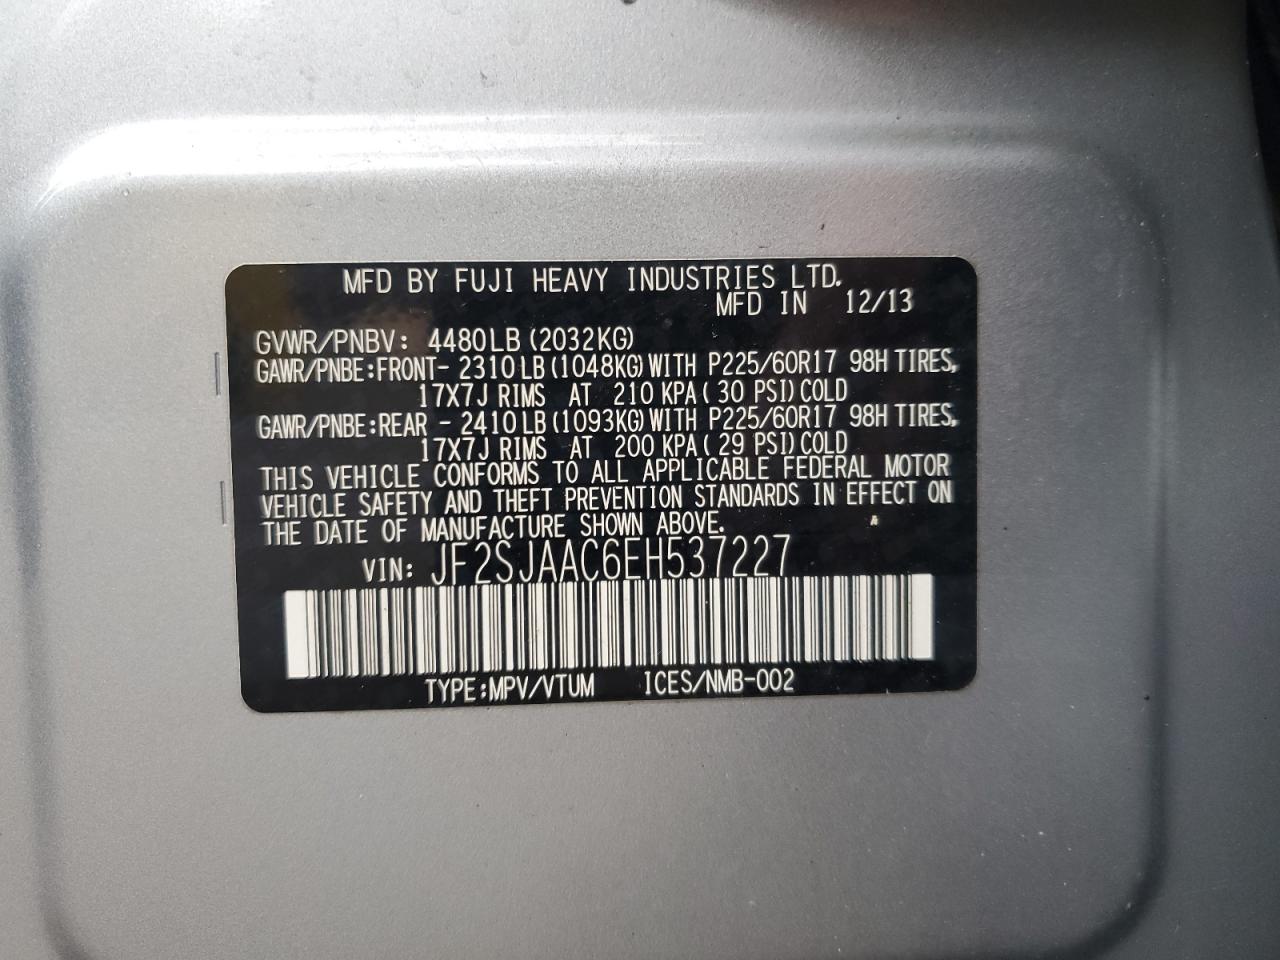 MFD BY FUJI HEAVY INDUSTRIES LTD.
MFD IN 12/13
GVWR/PNBV: 4480LB (2032KG)
GAWR/PNBE:FRONT- 2310LB (1048KG) WITH P225/60R17 98H TIRES,
17X7J RIMS AT 210 KPA ( 30 PSI) COLD
GAWR/PNBE:REAR - 2410LB (1093KG) WITH P225/60R17 98H TIRES,
17X7J RIMS AT 200 KPA ( 29 PSI) COLD
THIS VEHICLE CONFORMS TO ALL APPLICABLE FEDERAL MOTOR
VEHICLE SAFETY AND THEFT PREVENTION STANDARDS IN EFFECT ON
THE DATE OF MANUFACTURE SHOWN ABOVE. A
VIN: JF2SJAAC6EH537227
TYPE:MPV/VTUM ICES/NMB-002